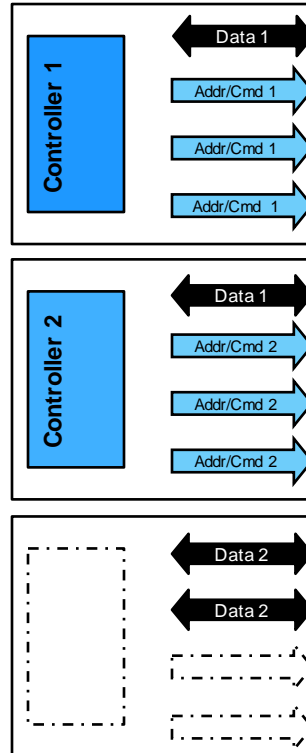 Controller 1
Data 1
Addr/Cmd 1
Addr/Cmd 1
Addr/Cmd 1
Controller 2
Data 1
Addr/Cmd 2
Addr/Cmd 2
Addr/Cmd 2
Data 2
Data 2